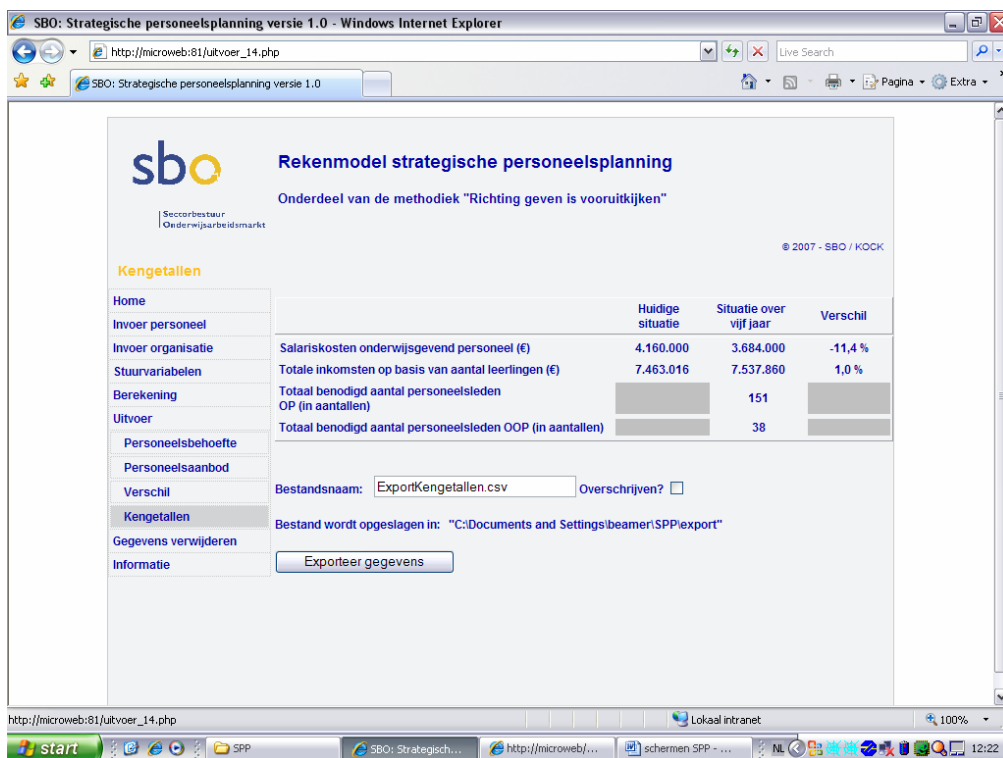 SBO: Strategische personeelsplanning versie 1.0 - Windows Internet Explorer
http://microweb:81/uitvoer_14.php
Live Search
SBO: Strategische personeelsplanning versie 1.0
Pagina
Extra
sbo
Sectorbestuur
Onderwijsarbeidsmarkt
Rekenmodel strategische personeelsplanning
Onderdeel van de methodiek "Richting geven is vooruitkijken"
© 2007 - SBO / KOCK
Kengetallen
Home
Invoer personeel
Invoer organisatie
Stuurvariabelen
Berekening
Uitvoer
Personeelsbehoefte
Personeelsaanbod
Verschil
Kengetallen
Gegevens verwijderen
Informatie
Huidige situatie Situatie over vijf jaar Verschil
Salariskosten onderwijsgevend personeel (€) 4.160.000 3.684.000 -11,4 %
Totale inkomsten op basis van aantal leerlingen (€) 7.463.016 7.537.860 1,0 %
Totaal benodigd aantal personeelsleden
OP (in aantallen) 151
Totaal benodigd aantal personeelsleden OOP (in aantallen) 38
Bestandsnaam: ExportKengetallen.csv Overschrijven?
Bestand wordt opgeslagen in: "C:\Documents and Settings\beamer\SPP\export"
Exporteer gegevens
http://microweb:81/uitvoer_14.php
Lokaal intranet
100%
start
SPP
SBO: Strategisch...
http://microweb/...
schermen SPP - ...
NL
12:22